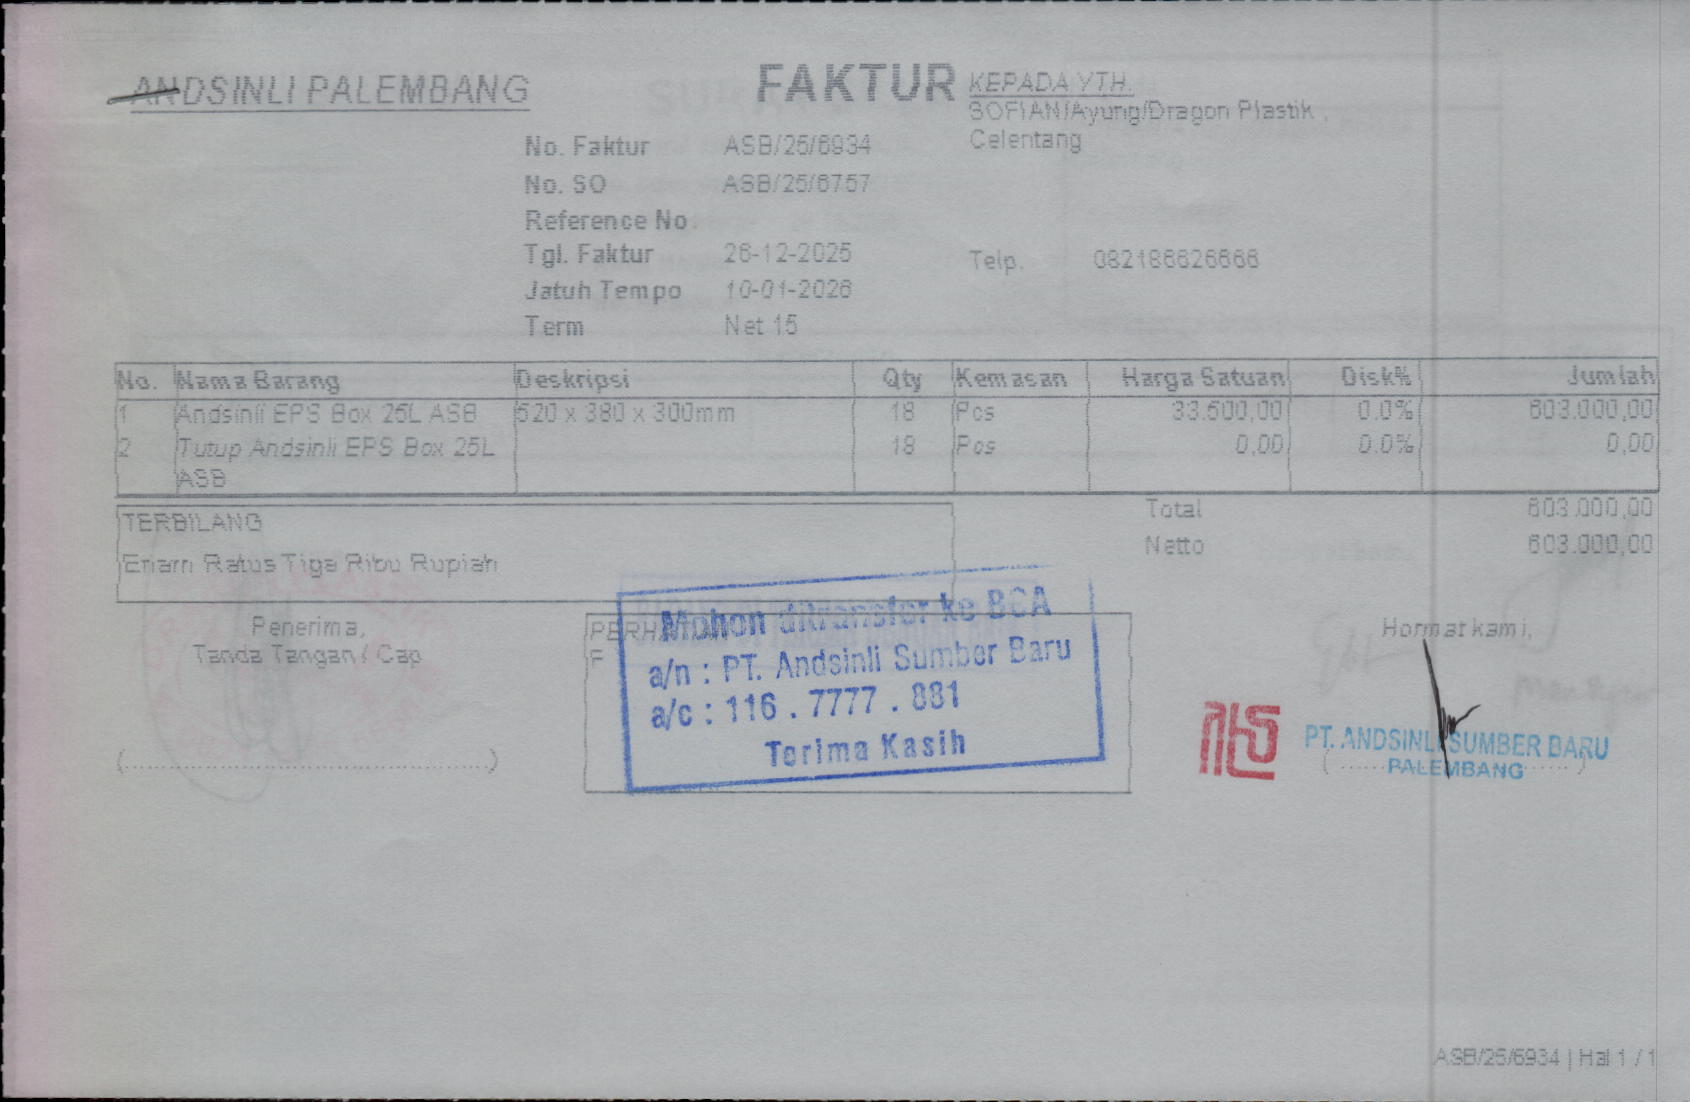 ANDSINLI PALEMBANG
FAKTUR
KEPADA YTH.
SOFIAN/Ayung/Dragon Plastik ,
Celentang
No. Faktur ASB/25/6934
No. SO ASB/25/6757
Reference No.
Tgl. Faktur 26-12-2025
Telp. 082186626666
Jatuh Tempo 10-01-2026
Term Net 15
No. Nama Barang Deskripsi Qty Kemasan Harga Satuan Disk% Jumlah
1 Andsinli EPS Box 25L ASB 520 x 380 x 300mm 18 Pcs 33.500,00 0.0% 603.000,00
2 Tutup Andsinli EPS Box 25L 18 Pcs 0,00 0.0% 0,00
ASB
Total 603.000,00
Netto 603.000,00
TERBILANG
Enam Ratus Tiga Ribu Rupiah
Penerima,
Tanda Tangan / Cap
(........................................................)
Mohon ditransfer ke BCA
a/n : PT. Andsinli Sumber Baru
a/c : 116 . 7777 . 881
Terima Kasih
Hormat kami,
PT. ANDSINLI SUMBER BARU
PALEMBANG
ASB/25/6934 | Hal 1 / 1